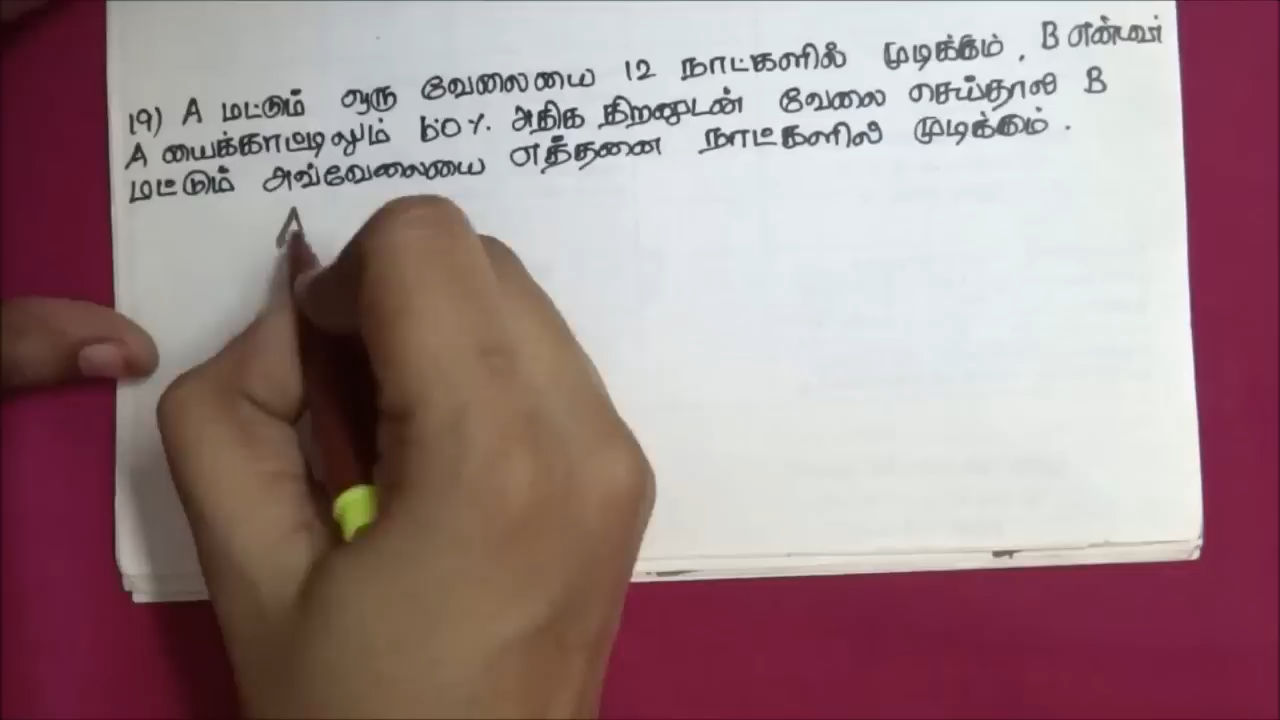 19) A மட்டும் ஒரு வேலையை 12 நாட்களில் முடிக்கும். B என்பவர்
A யைக்காட்டிலும் 60% அதிக திறனுடன் வேலை செய்தால் B
மட்டும் அவ்வேலையை எத்தனை நாட்களில் முடிக்கும்.
A